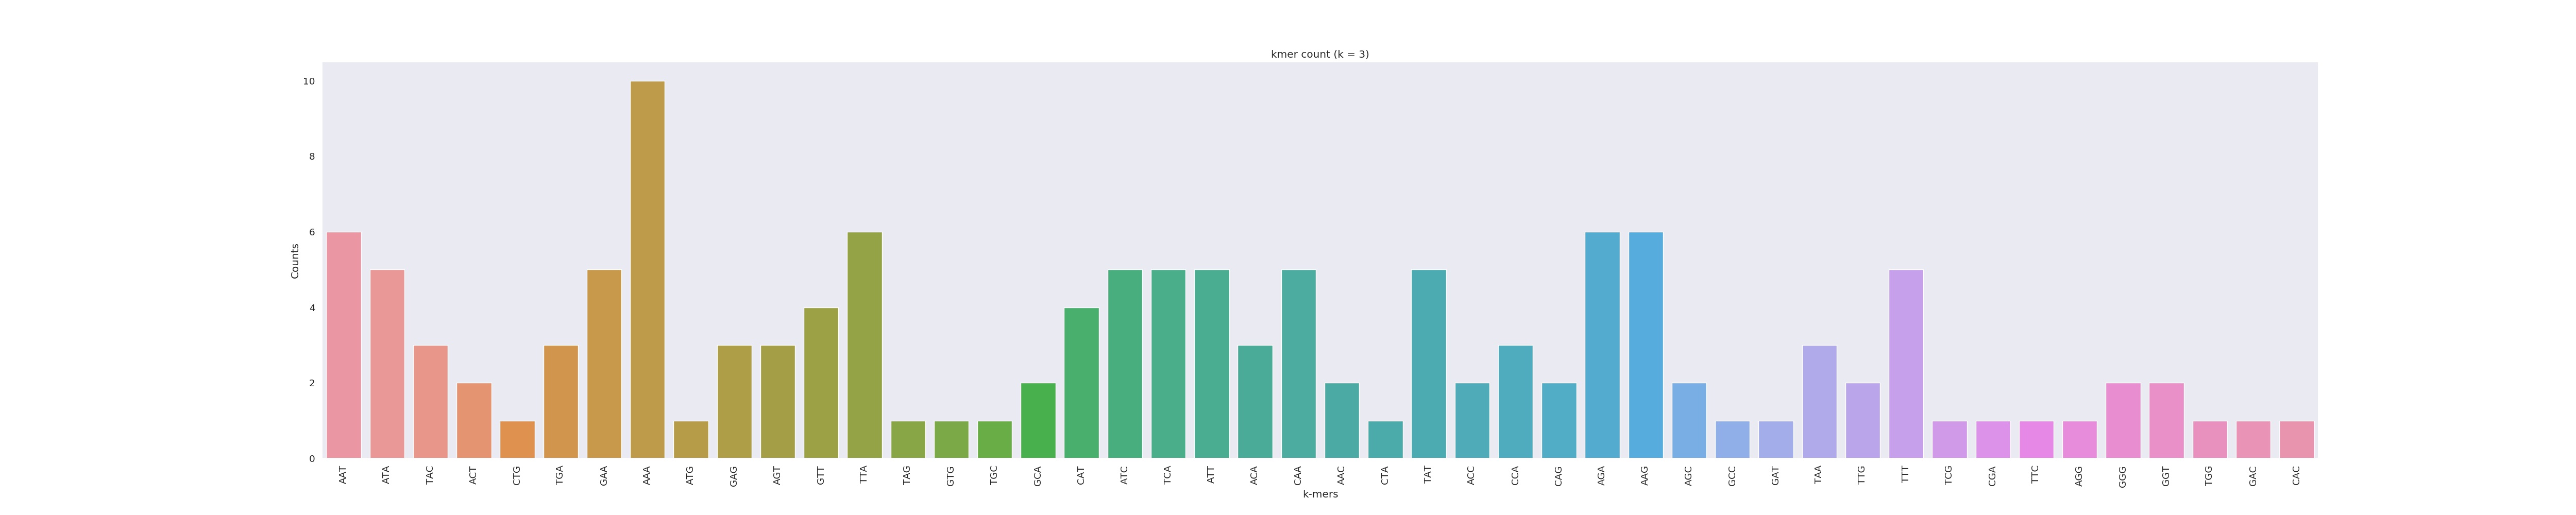 kmer count (k = 3)
10
8
6
4
2
0
Counts
AAT ATA TAC ACT CTG TGA GAA AAA ATG GAG AGT GTT TTA TAG GTG TGC GCA CAT ATC TCA ATT ACA CAA AAC CTA TAT ACC CCA CAG AGA AAG AGC GCC GAT TAA TTG TTT TCG CGA TTC AGG GGG GGT TGG GAC CAC
k-mers